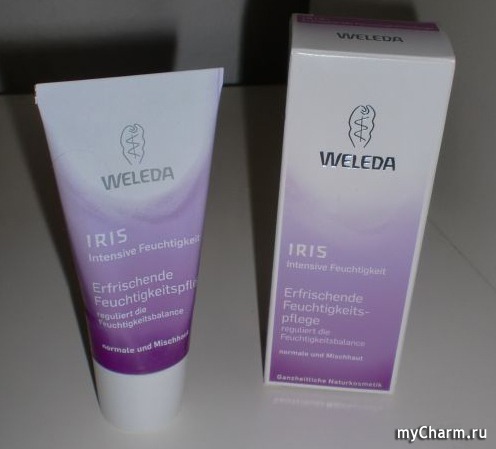 WELEDA
IRIS
Intensive Feuchtigkeit
Erfrischende
Feuchtigkeitspfle
reguliert die
Feuchtigkeitsbalance
normale und Mischhaut
WELEDA
WELEDA
IRIS
Intensive Feuchtigkeit
Erfrischende
Feuchtigkeits-
pflege
reguliert die
Feuchtigkeitsbalance
normale und Mischhaut
Ganzheitliche Naturkosmetik
myCharm.ru